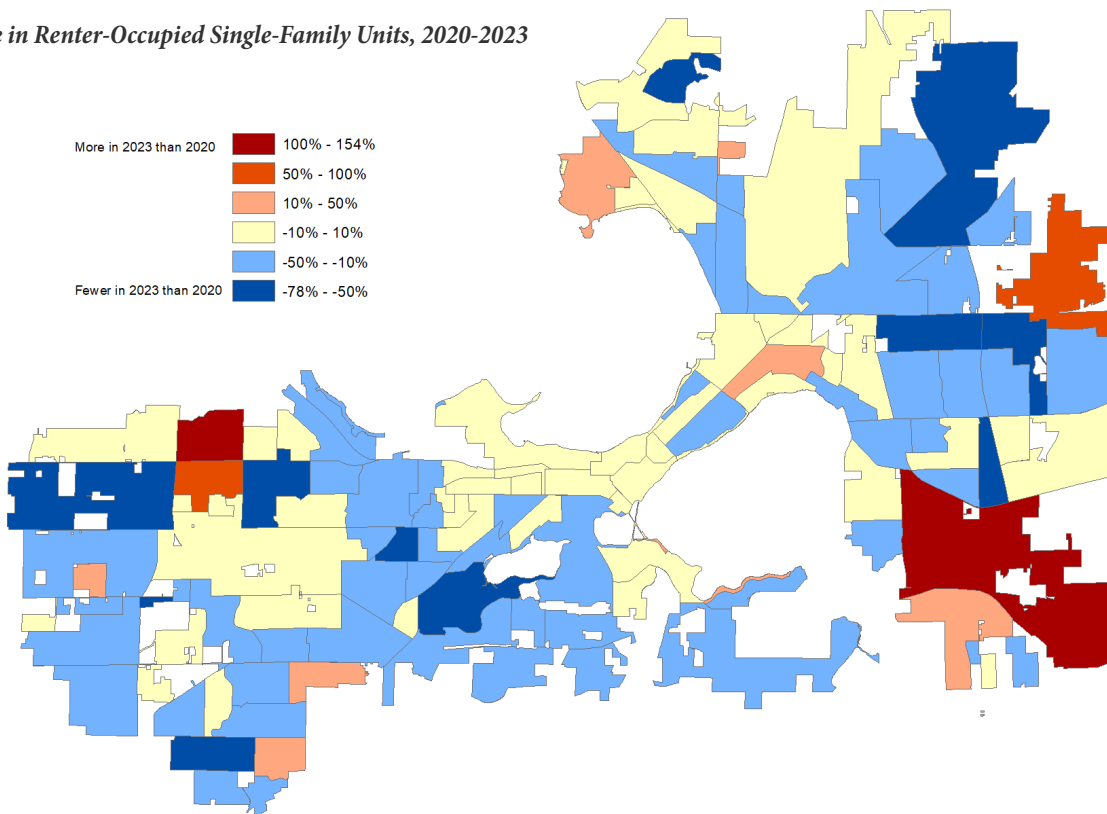 e in Renter-Occupied Single-Family Units, 2020-2023
More in 2023 than 2020
100% - 154%
50% - 100%
10% - 50%
-10% - 10%
-50% - -10%
Fewer in 2023 than 2020
-78% - -50%